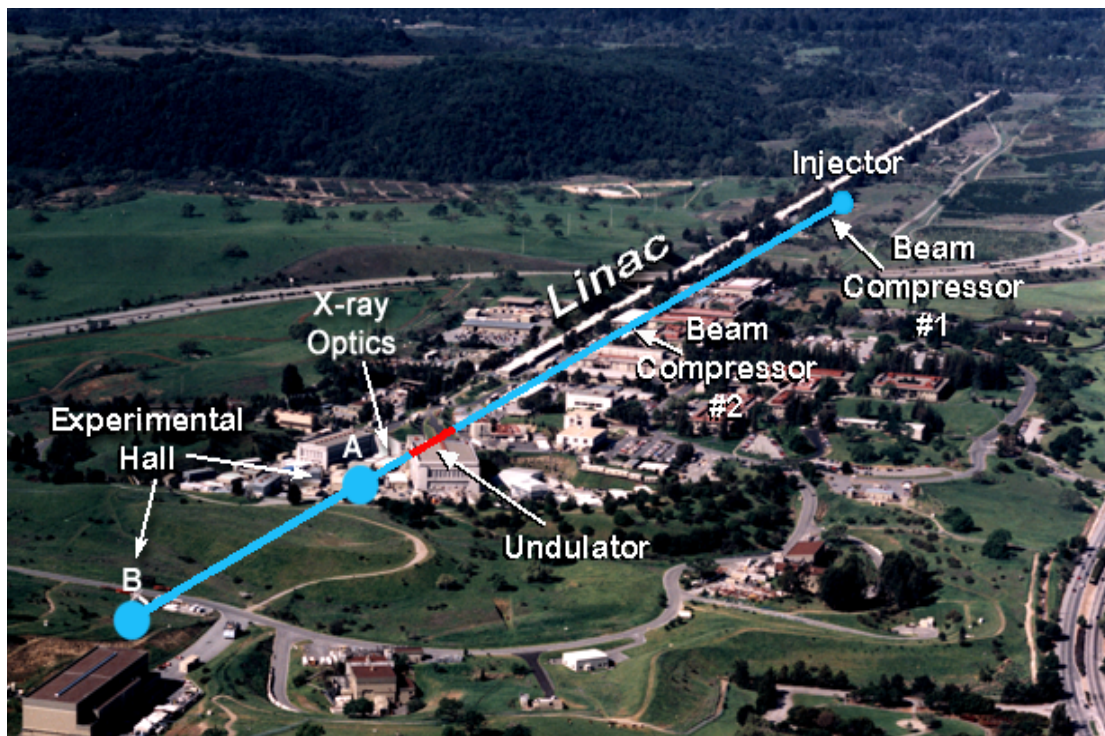 Injector
Linac
Beam
Compressor
#1
X-ray
Optics
Beam
Compressor
#2
Experimental
Hall
A
Undulator
B